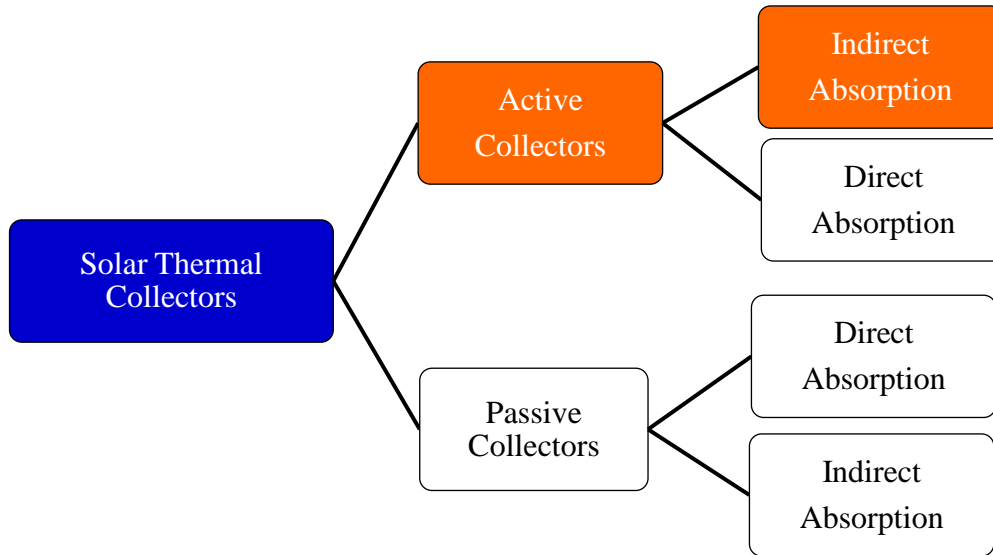 Solar Thermal
Collectors
Active
Collectors
Indirect
Absorption
Direct
Absorption
Passive
Collectors
Direct
Absorption
Indirect
Absorption